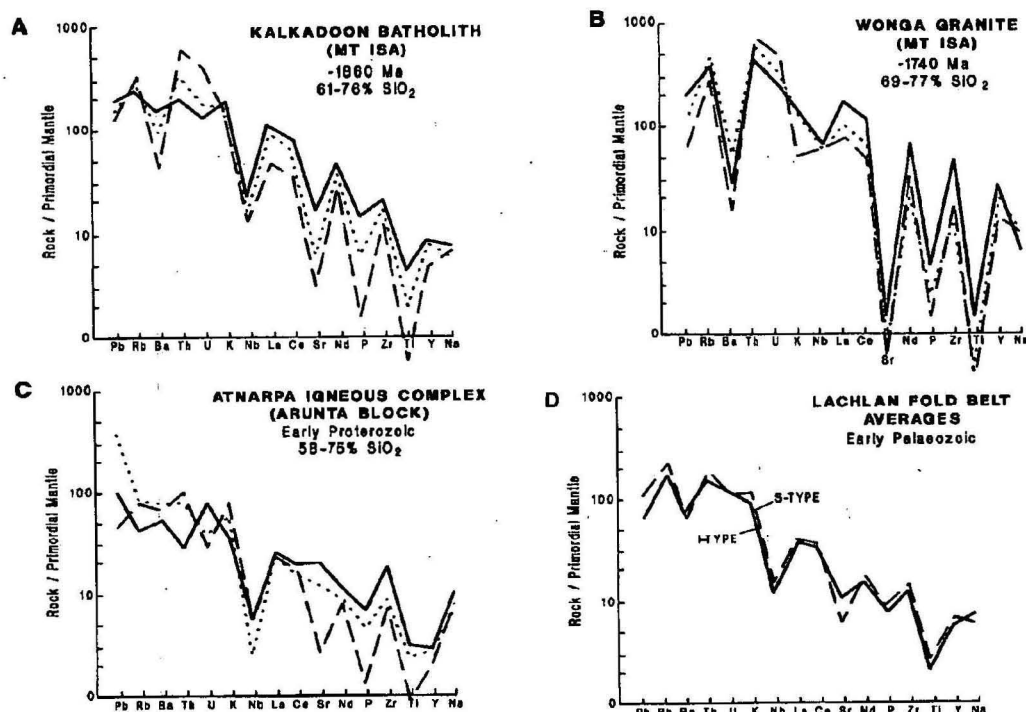 A
KALKADOON BATHOLITH
(MT ISA)
-1860 Ma
61-76% SiO₂
Rock / Primordial Mantle
1000
100
10
0
Pb Rb Ba Th U K Nb La Ce Sr Nd P Zr Ti Y Na
B
WONGA GRANITE
(MT ISA)
-1740 Ma
69-77% SiO₂
Rock / Primordial Mantle
1000
100
10
0
Pb Rb Ba Th U K Nb La Ce Sr Nd P Zr Ti Y Na
C
ATNARPA IGNEOUS COMPLEX
(ARUNTA BLOCK)
Early Proterozoic
58-75% SiO₂
Rock / Primordial Mantle
1000
100
10
0
Pb Rb Ba Th U K Nb La Ce Sr Nd P Zr Ti Y Na
D
LACHLAN FOLD BELT
AVERAGES
Early Palaeozoic
Rock / Primordial Mantle
1000
100
10
0
S-TYPE
I-TYPE
Pb Rb Ba Th U K Nb La Ce Sr Nd P Zr Ti Y Na